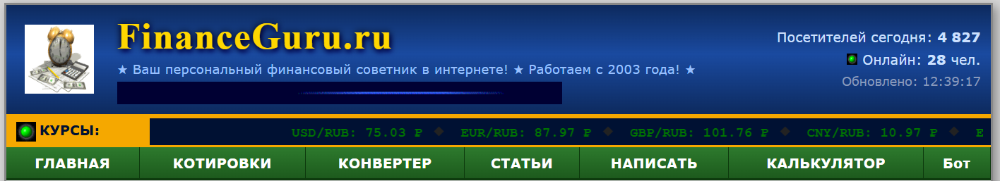 FinanceGuru.ru
★ Ваш персональный финансовый советник в интернете! ★ Работаем с 2003 года! ★
Посетителей сегодня: 4 827
Онлайн: 28 чел.
Обновлено: 12:39:17
КУРСЫ: USD/RUB: 75.03 ₽ ◆ EUR/RUB: 87.97 ₽ ◆ GBP/RUB: 101.76 ₽ ◆ CNY/RUB: 10.97 ₽ ◆
ГЛАВНАЯ КОТИРОВКИ КОНВЕРТЕР СТАТЬИ НАПИСАТЬ КАЛЬКУЛЯТОР Бот